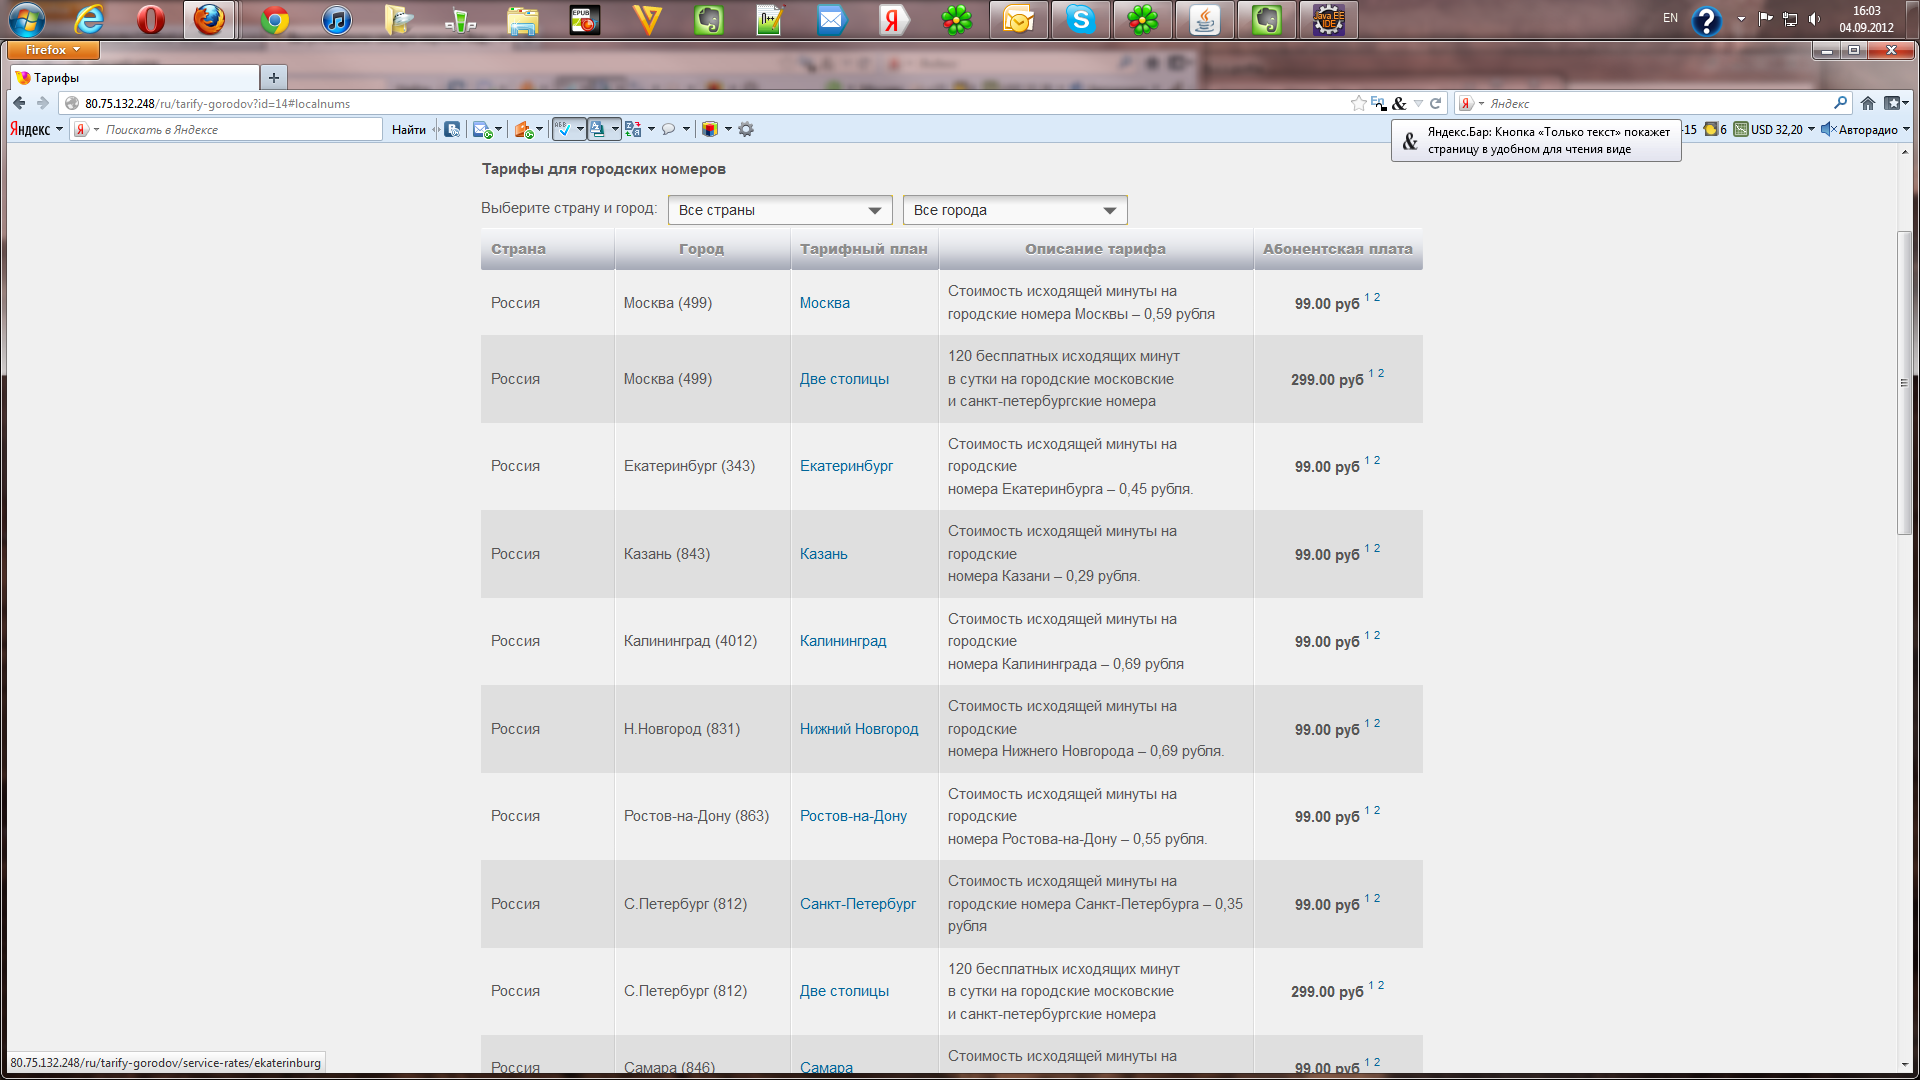 EN
16:03
04.09.2012
Firefox
Тарифы
80.75.132.248/ru/tarify-gorodov?id=14#localnums
Яндекс
Яндекс
Поискать в Яндексе
Найти
-15
6
USD 32,20
Авторадио
Яндекс.Бар: Кнопка «Только текст» покажет
страницу в удобном для чтения виде
Тарифы для городских номеров
Выберите страну и город:
Все страны
Все города
Страна
Город
Тарифный план
Описание тарифа
Абонентская плата
Россия
Москва (499)
Москва
Стоимость исходящей минуты на
городские номера Москвы – 0,59 рубля
99.00 руб 1 2
Россия
Москва (499)
Две столицы
120 бесплатных исходящих минут
в сутки на городские московские
и санкт-петербургские номера
299.00 руб 1 2
Россия
Екатеринбург (343)
Екатеринбург
Стоимость исходящей минуты на
городские
номера Екатеринбурга – 0,45 рубля.
99.00 руб 1 2
Россия
Казань (843)
Казань
Стоимость исходящей минуты на
городские
номера Казани – 0,29 рубля.
99.00 руб 1 2
Россия
Калининград (4012)
Калининград
Стоимость исходящей минуты на
городские
номера Калининграда – 0,69 рубля
99.00 руб 1 2
Россия
Н.Новгород (831)
Нижний Новгород
Стоимость исходящей минуты на
городские
номера Нижнего Новгорода – 0,69 рубля.
99.00 руб 1 2
Россия
Ростов-на-Дону (863)
Ростов-на-Дону
Стоимость исходящей минуты на
городские
номера Ростова-на-Дону – 0,55 рубля.
99.00 руб 1 2
Россия
С.Петербург (812)
Санкт-Петербург
Стоимость исходящей минуты на
городские номера Санкт-Петербурга – 0,35
рубля
99.00 руб 1 2
Россия
С.Петербург (812)
Две столицы
120 бесплатных исходящих минут
в сутки на городские московские
и санкт-петербургские номера
299.00 руб 1 2
Россия
Самара (846)
Самара
Стоимость исходящей минуты на
99.00 руб 1 2
80.75.132.248/ru/tarify-gorodov/service-rates/ekaterinburg